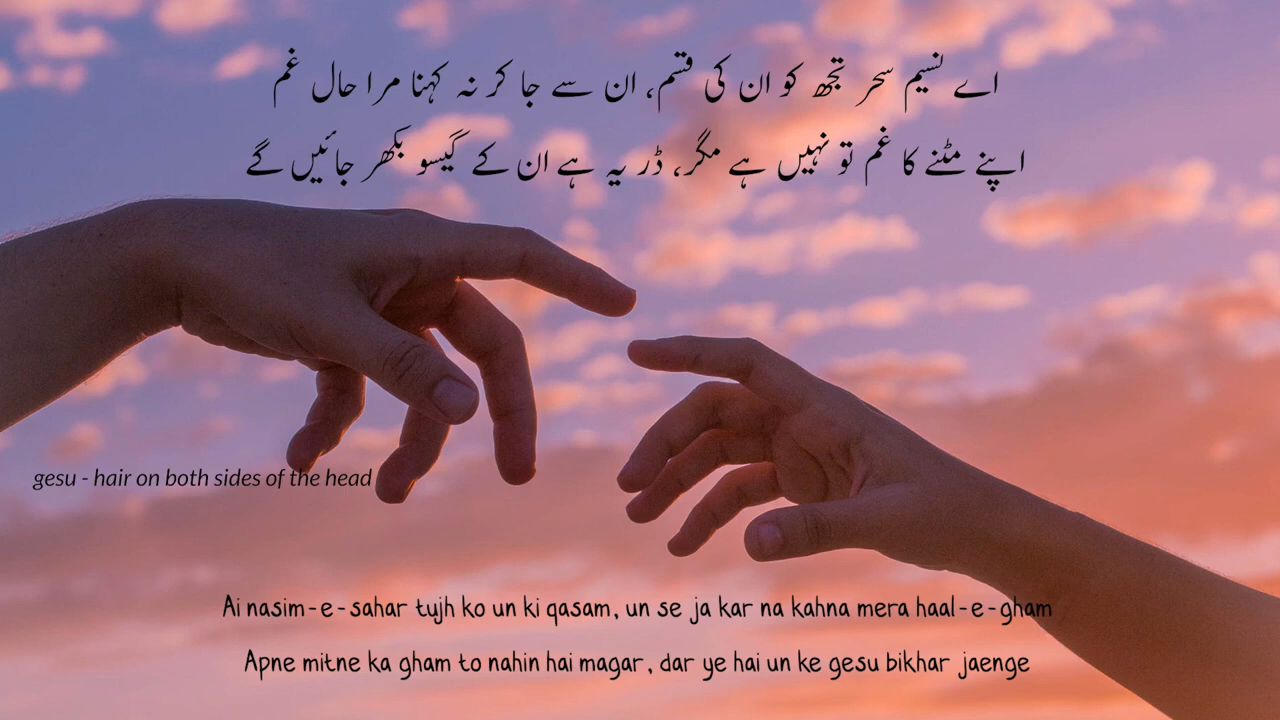 اے نسیم سحر تجھ کو ان کی قسم، ان سے جا کر نہ کہنا مرا حال غم
اپنے مٹنے کا غم تو نہیں ہے مگر، ڈر یہ ہے ان کے گیسو بکھر جائیں گے
gesu - hair on both sides of the head
Ai nasim-e-sahar tujh ko un ki qasam, un se ja kar na kahna mera haal-e-gham
Apne mitne ka gham to nahin hai magar, dar ye hai un ke gesu bikhar jaenge